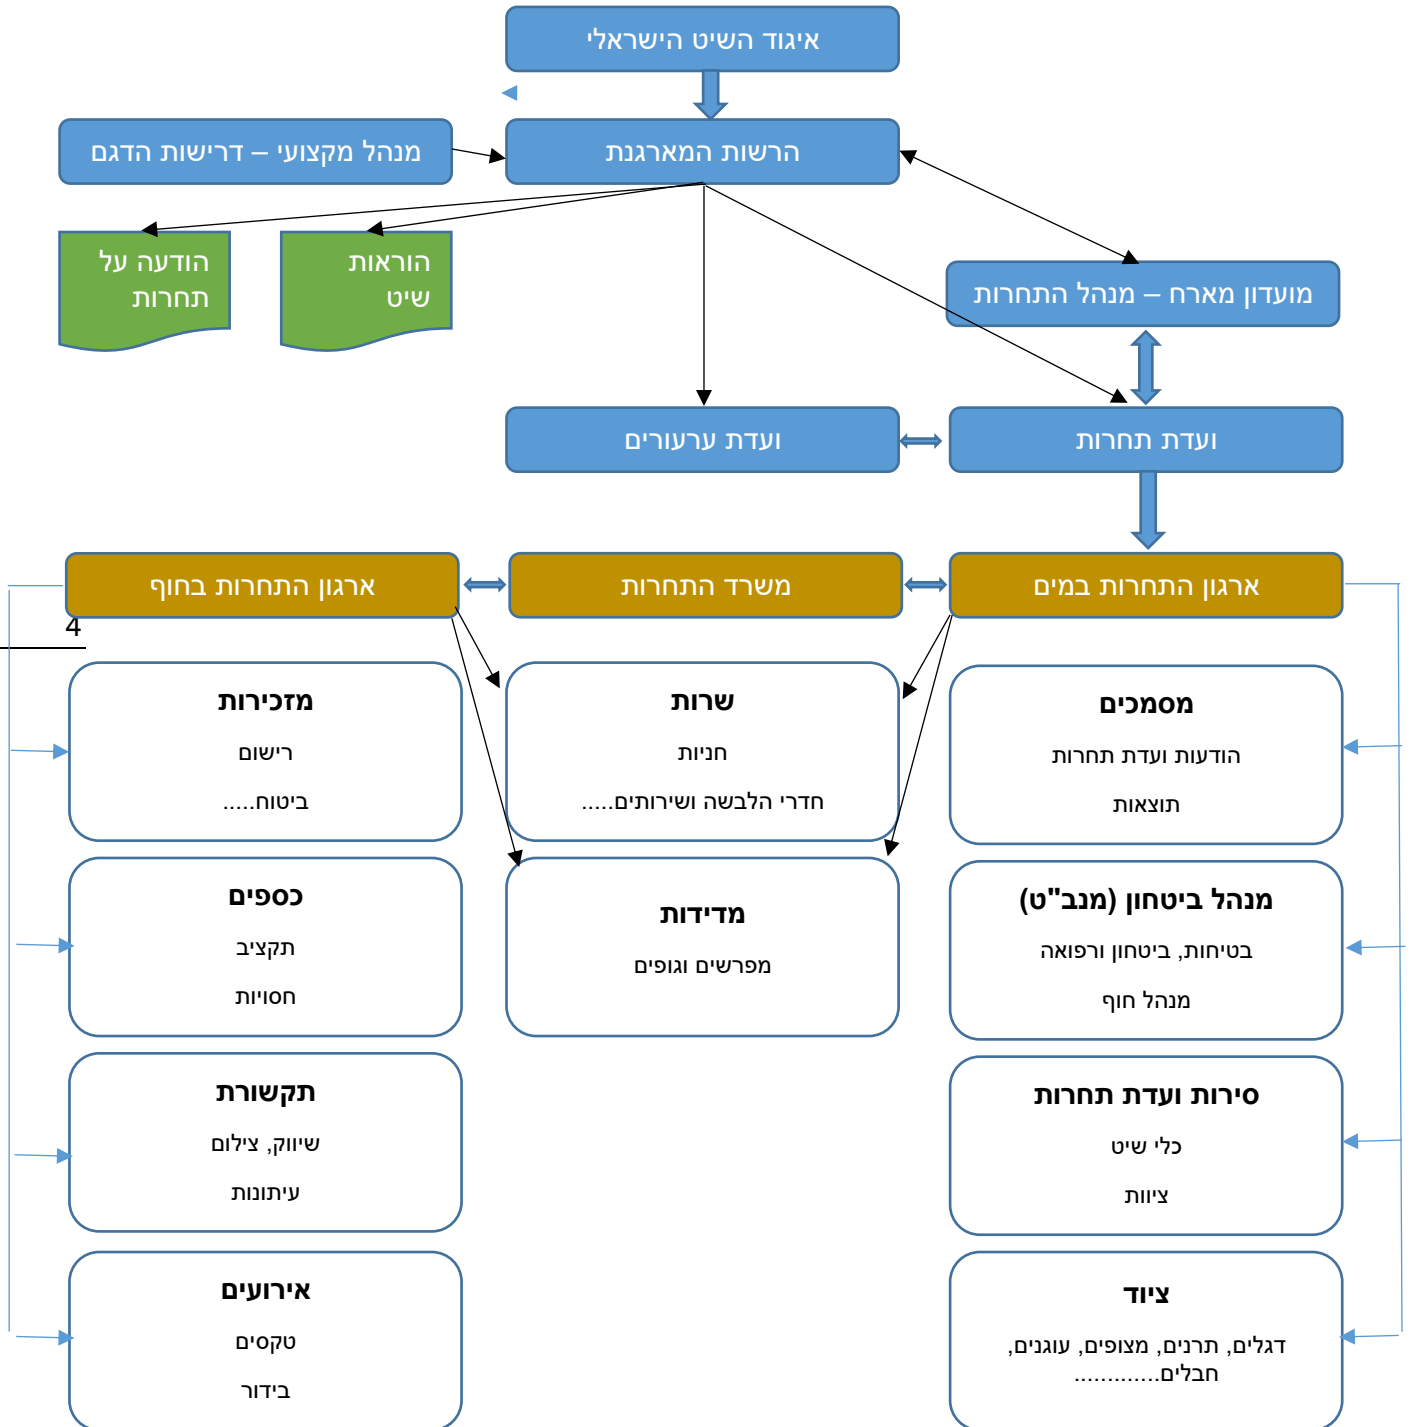 איגוד השיט הישראלי
הרשות המארגנת
מנהל מקצועי – דרישות הדגם
הוראות
שיט
הודעה על
תחרות
מועדון מארח – מנהל התחרות
ועדת תחרות
ועדת ערעורים
ארגון התחרות במים
משרד התחרות
ארגון התחרות בחוף
4
מסמכים
הודעות ועדת תחרות
תוצאות
שרות
חניות
חדרי הלבשה ושירותים.....
מזכירות
רישום
ביטוח.....
מנהל ביטחון (מנב"ט)
בטיחות, ביטחון ורפואה
מנהל חוף
מדידות
מפרשים וגופים
כספים
תקציב
חסויות
סירות ועדת תחרות
כלי שיט
ציוות
תקשורת
שיווק, צילום
עיתונות
ציוד
דגלים, תרנים, מצופים, עוגנים,
חבלים.............
אירועים
טקסים
בידור